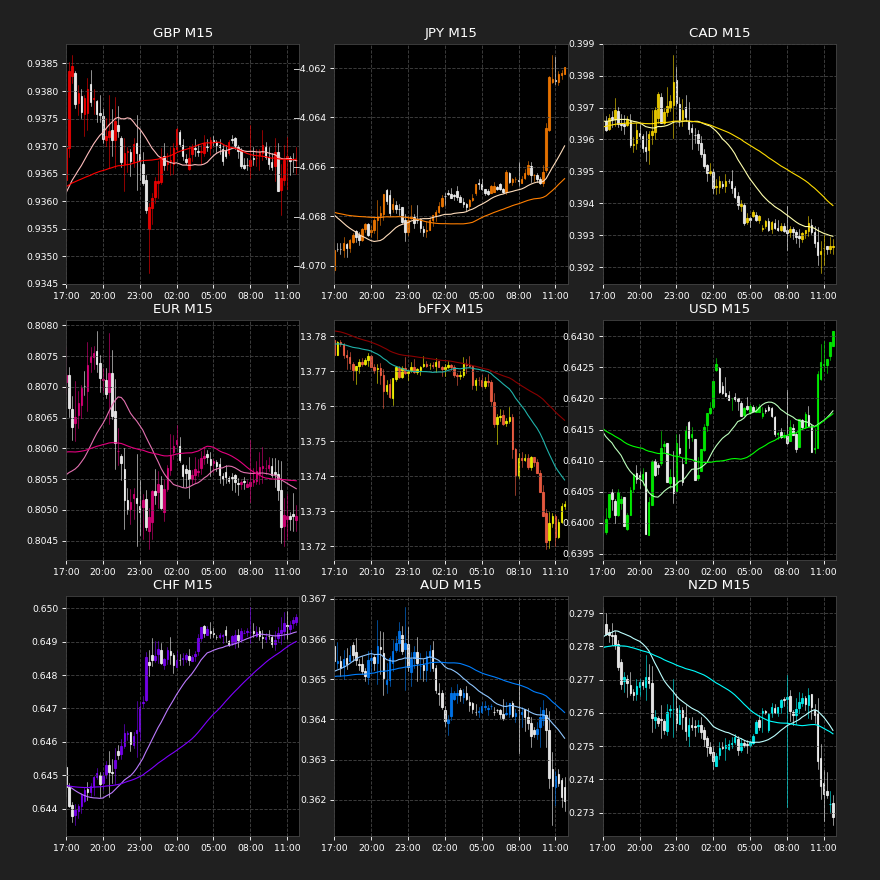 GBP M15 JPY M15 CAD M15
0.9385 0.9380 0.9375 0.9370 0.9365 0.9360 0.9355 0.9350 0.9345
−4.062 −4.064 −4.066 −4.068 −4.070
0.399 0.398 0.397 0.396 0.395 0.394 0.393 0.392
17:00 20:00 23:00 02:00 05:00 08:00 11:00 17:00 20:00 23:00 02:00 05:00 08:00 11:00 17:00 20:00 23:00 02:00 05:00 08:00 11:00
EUR M15 bFFX M15 USD M15
0.8080 0.8075 0.8070 0.8065 0.8060 0.8055 0.8050 0.8045
13.78 13.77 13.76 13.75 13.74 13.73 13.72
0.6430 0.6425 0.6420 0.6415 0.6410 0.6405 0.6400 0.6395
17:00 20:00 23:00 02:00 05:00 08:00 11:00 17:10 20:10 23:10 02:10 05:10 08:10 11:10 17:00 20:00 23:00 02:00 05:00 08:00 11:00
CHF M15 AUD M15 NZD M15
0.650 0.649 0.648 0.647 0.646 0.645 0.644
0.367 0.366 0.365 0.364 0.363 0.362
0.279 0.278 0.277 0.276 0.275 0.274 0.273
17:00 20:00 23:00 02:00 05:00 08:00 11:00 17:00 20:00 23:00 02:00 05:00 08:00 11:00 17:00 20:00 23:00 02:00 05:00 08:00 11:00